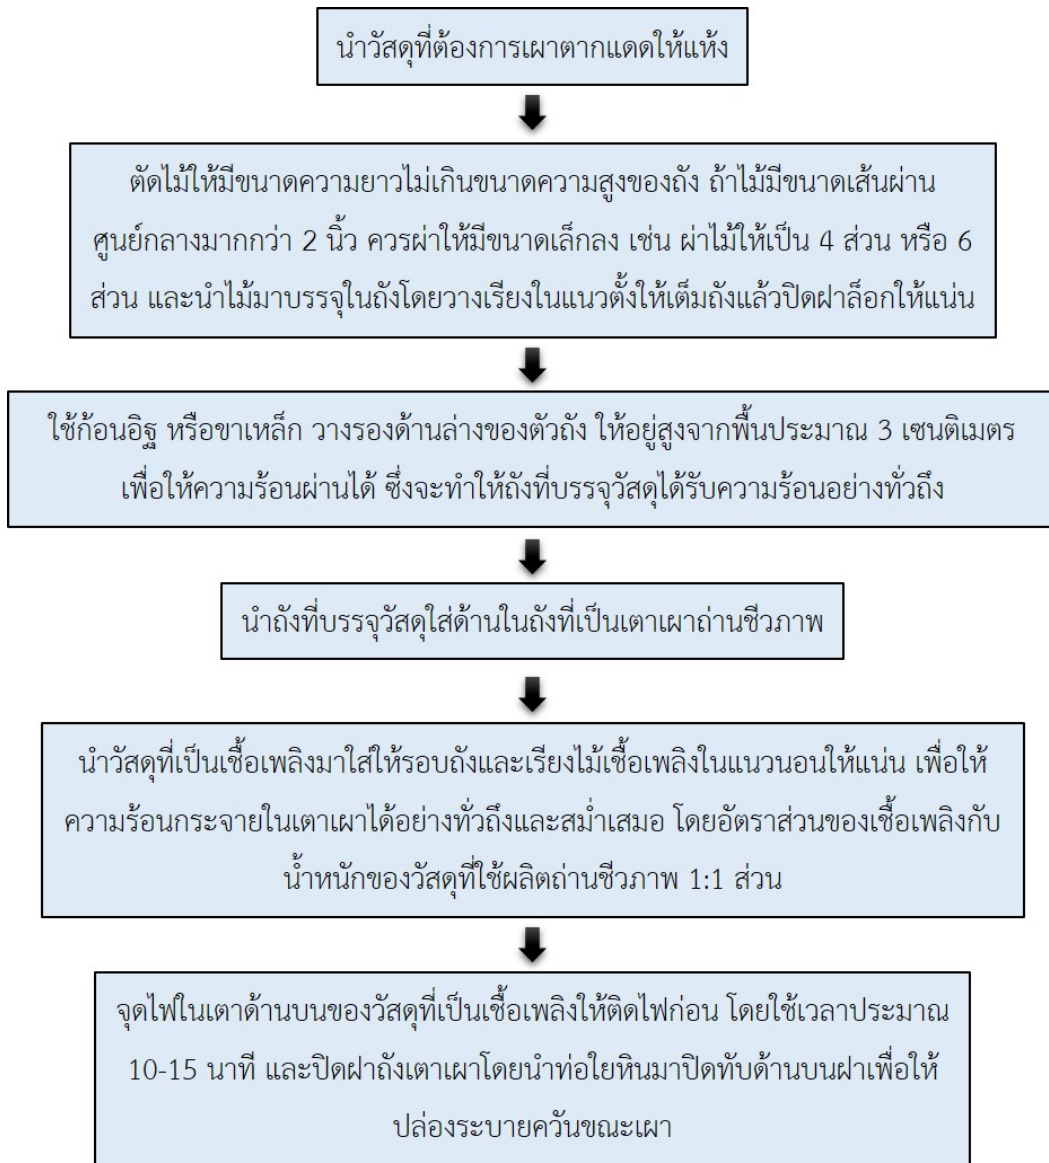 นำวัสดุที่ต้องการเผาตากแดดให้แห้ง
ตัดไม้ให้มีขนาดความยาวไม่เกินขนาดความสูงของถัง ถ้าไม้มีขนาดเส้นผ่าน
ศูนย์กลางมากกว่า 2 นิ้ว ควรผ่าให้มีขนาดเล็กลง เช่น ผ่าไม้ให้เป็น 4 ส่วน หรือ 6
ส่วน และนำไม้มาบรรจุในถังโดยวางเรียงในแนวตั้งให้เต็มถังแล้วปิดฝาล็อกให้แน่น
ใช้ก้อนอิฐ หรือขาเหล็ก วางรองด้านล่างของตัวถัง ให้อยู่สูงจากพื้นประมาณ 3 เซนติเมตร
เพื่อให้ความร้อนผ่านได้ ซึ่งจะทำให้ถังที่บรรจุวัสดุได้รับความร้อนอย่างทั่วถึง
นำถังที่บรรจุวัสดุใส่ด้านในถังที่เป็นเตาเผาถ่านชีวภาพ
นำวัสดุที่เป็นเชื้อเพลิงมาใส่ให้รอบถังและเรียงไม้เชื้อเพลิงในแนวนอนให้แน่น เพื่อให้
ความร้อนกระจายในเตาเผาได้อย่างทั่วถึงและสม่ำเสมอ โดยอัตราส่วนของเชื้อเพลิงกับ
น้ำหนักของวัสดุที่ใช้ผลิตถ่านชีวภาพ 1:1 ส่วน
จุดไฟในเตาด้านบนของวัสดุที่เป็นเชื้อเพลิงให้ติดไฟก่อน โดยใช้เวลาประมาณ
10-15 นาที และปิดฝาถังเตาเผาโดยนำท่อใยหินมาปิดทับด้านบนฝาเพื่อให้
ปล่องระบายควันขณะเผา